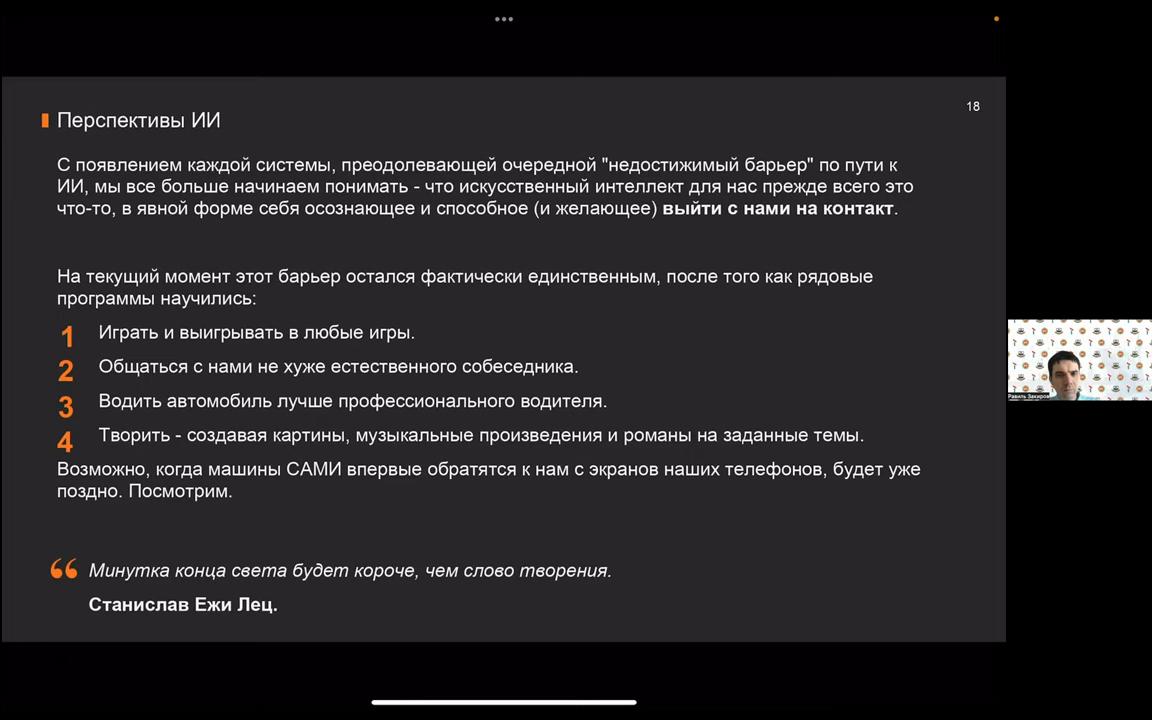 18
Перспективы ИИ
С появлением каждой системы, преодолевающей очередной "недостижимый барьер" по пути к
ИИ, мы все больше начинаем понимать - что искусственный интеллект для нас прежде всего это
что-то, в явной форме себя осознающее и способное (и желающее) выйти с нами на контакт.
На текущий момент этот барьер остался фактически единственным, после того как рядовые
программы научились:
1 Играть и выигрывать в любые игры.
2 Общаться с нами не хуже естественного собеседника.
3 Водить автомобиль лучше профессионального водителя.
4 Творить - создавая картины, музыкальные произведения и романы на заданные темы.
Возможно, когда машины САМИ впервые обратятся к нам с экранов наших телефонов, будет уже
поздно. Посмотрим.
“ Минутка конца света будет короче, чем слово творения.
Станислав Ежи Лец.
Равиль Закиров